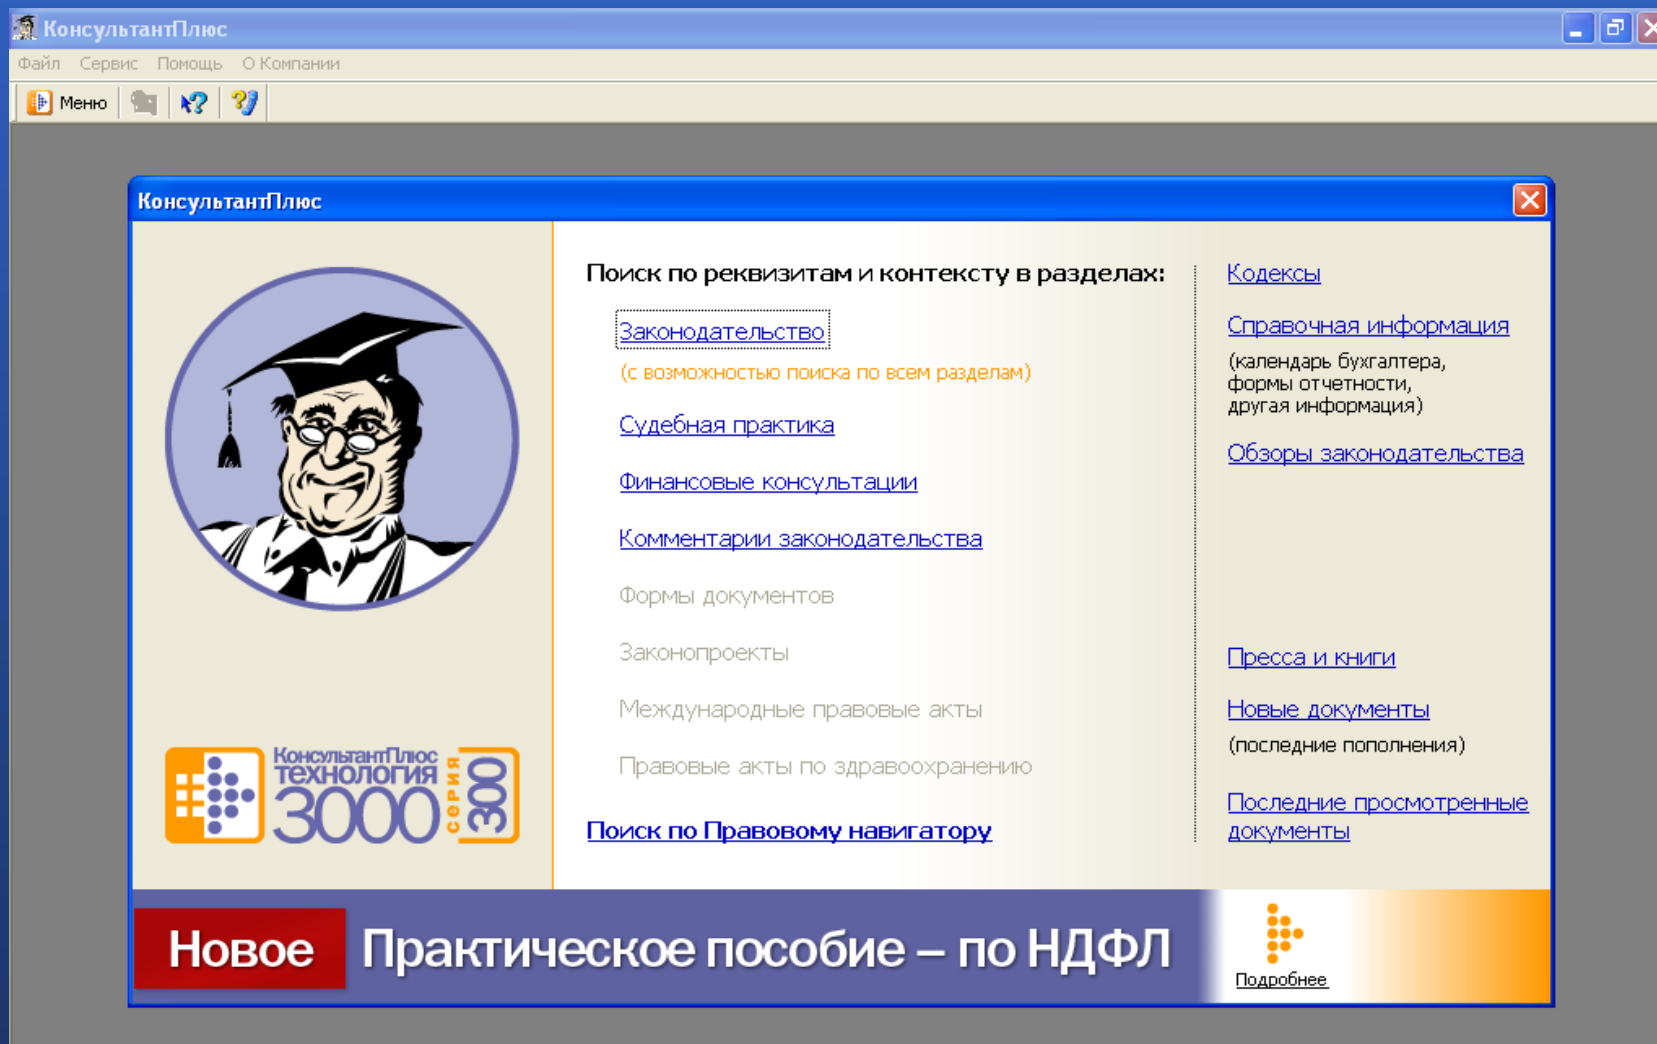 КонсультантПлюс
Файл Сервис Помощь О Компании
Меню
КонсультантПлюс
Поиск по реквизитам и контексту в разделах:
Законодательство
(с возможностью поиска по всем разделам)
Судебная практика
Финансовые консультации
Комментарии законодательства
Формы документов
Законопроекты
Международные правовые акты
Правовые акты по здравоохранению
Поиск по Правовому навигатору
Кодексы
Справочная информация
(календарь бухгалтера,
формы отчетности,
другая информация)
Обзоры законодательства
Пресса и книги
Новые документы
(последние пополнения)
Последние просмотренные
документы
КонсультантПлюс
ТЕХНОЛОГИЯ
3000
серия
300
Новое Практическое пособие – по НДФЛ
Подробнее